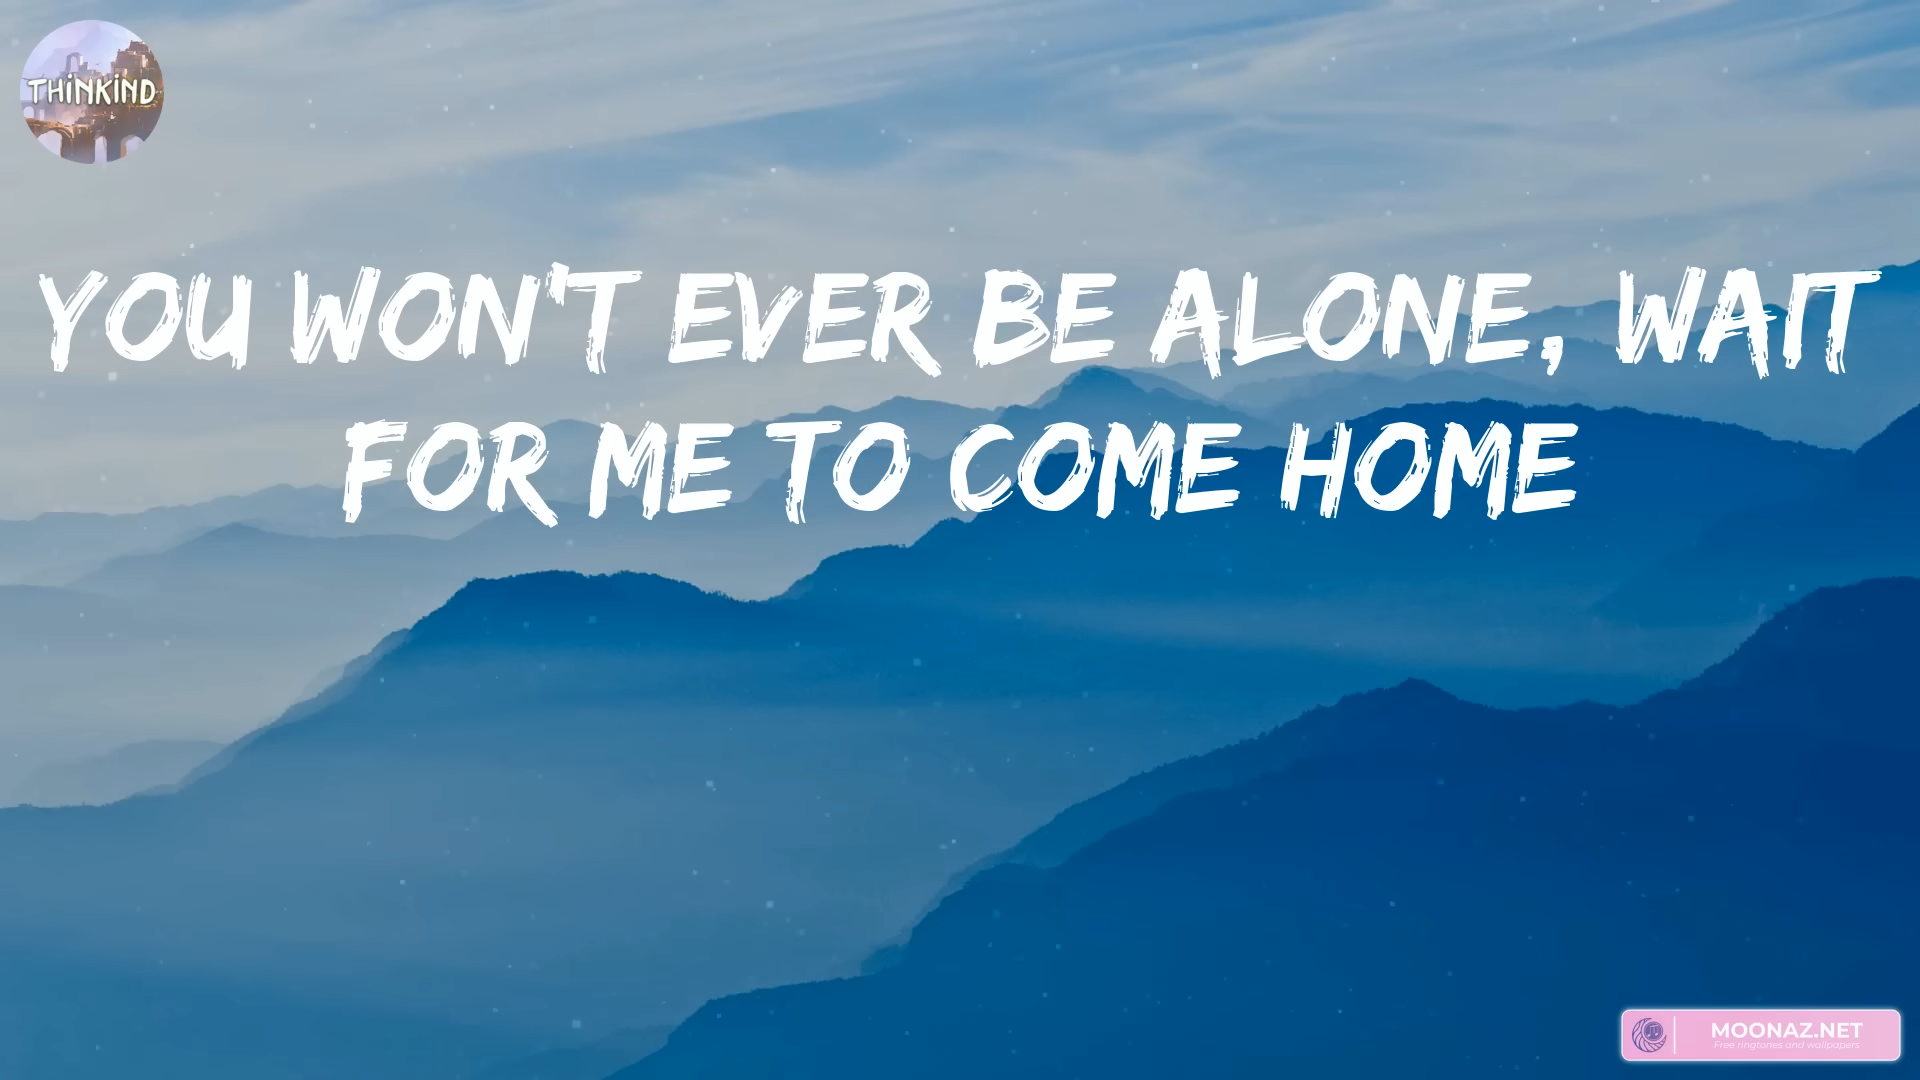 THiNKiND
YOU WON'T EVER BE ALONE, WAIT
FOR ME TO COME HOME
MOONAZ.NET
Free ringtones and wallpapers